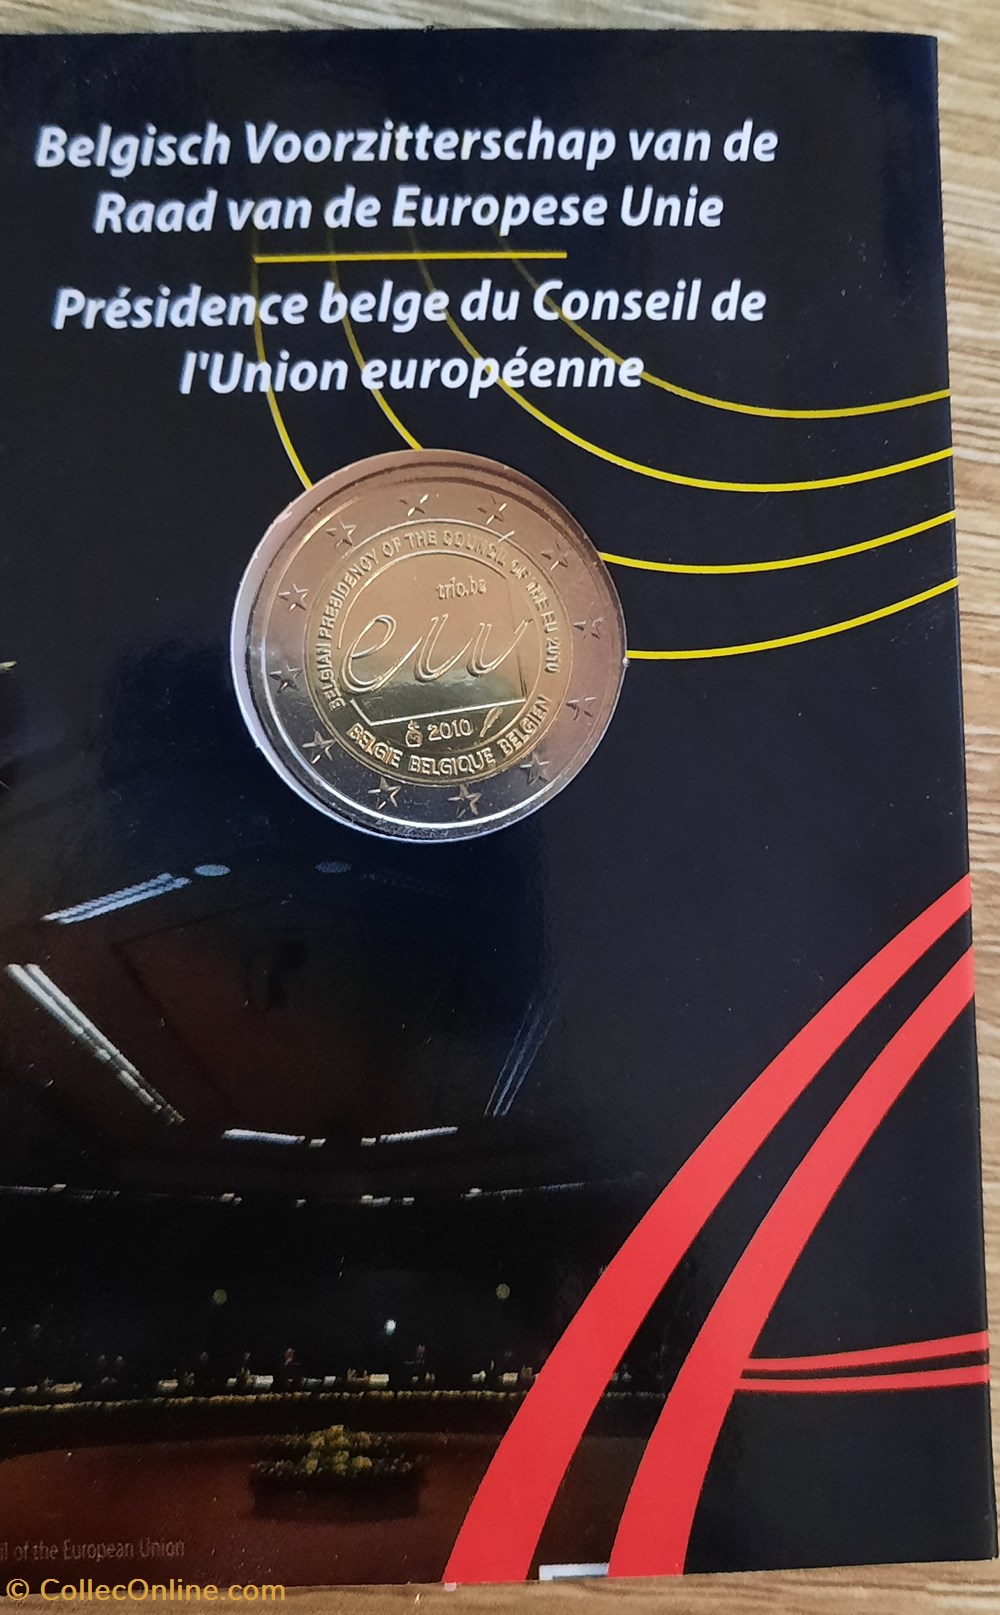 Belgisch Voorzitterschap van de
Raad van de Europese Unie
Présidence belge du Conseil de
l'Union européenne
BELGIAN PRESIDENCY OF THE COUNCIL OF THE EU 2010
trio.be
eu
2010
BELGIE BELGIQUE BELGIEN
of the European Union
© CollecOnline.com